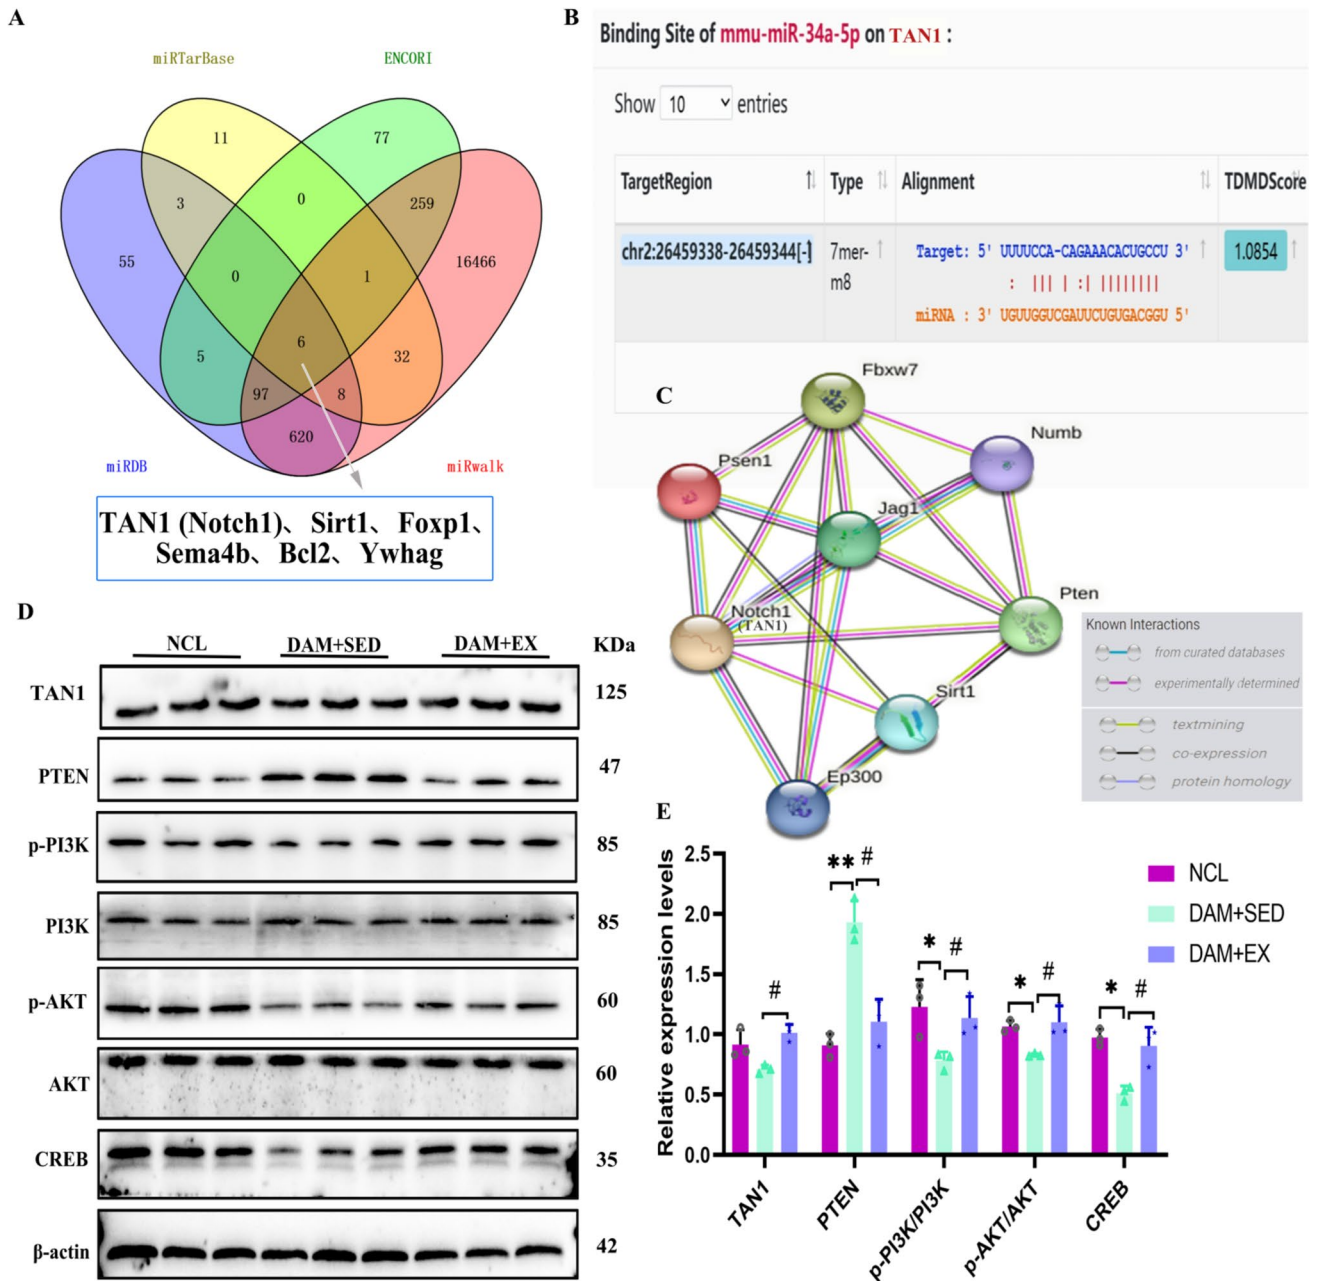 A
miRTarBase
ENCORI
11
77
3
0
259
55
0
1
16466
5
6
32
97
8
620
miRDB
miRwalk
TAN1 (Notch1)、Sirt1、Foxp1、
Sema4b、Bcl2、Ywhag
B
Binding Site of mmu-miR-34a-5p on TAN1 :
Show 10 entries
TargetRegion Type Alignment TDMDScore
chr2:26459338-26459344[-] 7mer-m8
Target: 5' UUUUCCA-CAGAAACACUGCCU 3'
: ||| | :| ||||||||
miRNA : 3' UGUUGGUCGAUUCUGUGACGGU 5'
1.0854
C
Fbxw7
Numb
Psen1
Jag1
Pten
Notch1
(TAN1)
Sirt1
Ep300
Known Interactions
from curated databases
experimentally determined
textmining
co-expression
protein homology
D
NCL DAM+SED DAM+EX KDa
TAN1 125
PTEN 47
p-PI3K 85
PI3K 85
p-AKT 60
AKT 60
CREB 35
β-actin 42
E
Relative expression levels
2.5
2.0
1.5
1.0
0.5
0.0
#
** #
* #
* #
* #
NCL
DAM+SED
DAM+EX
TAN1
PTEN
p-PI3K/PI3K
p-AKT/AKT
CREB